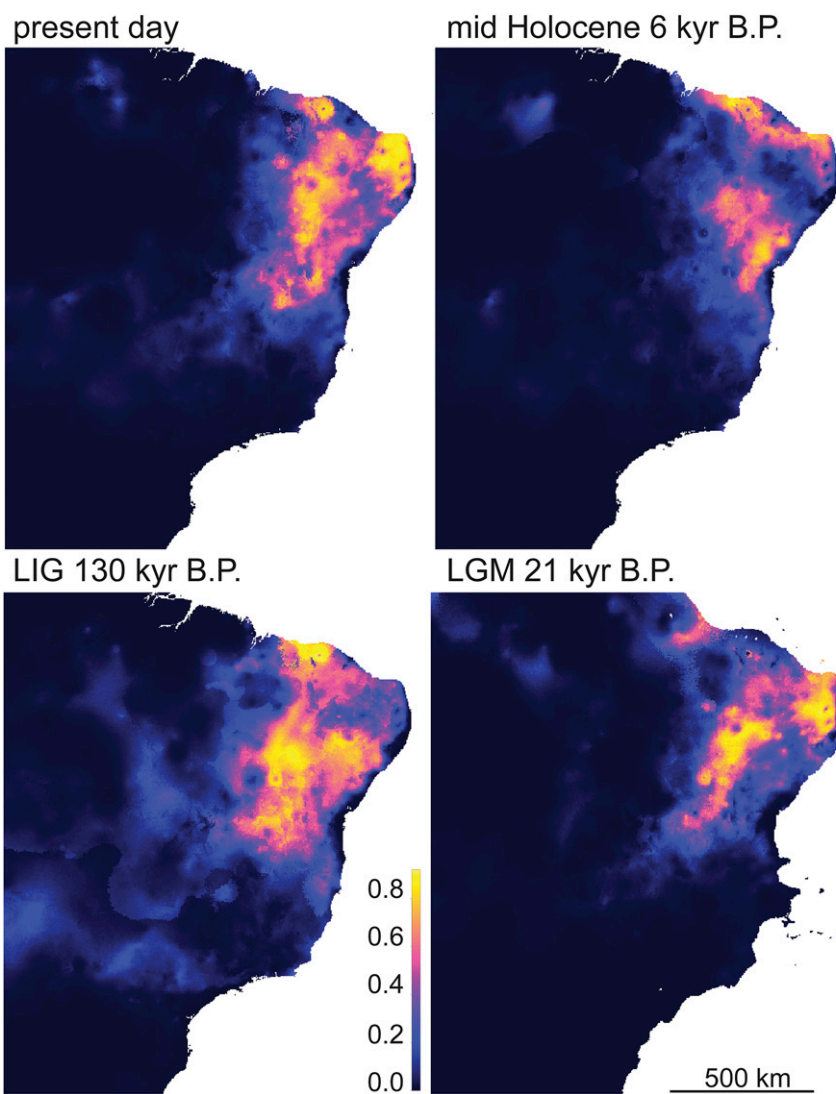 present day
mid Holocene 6 kyr B.P.
LIG 130 kyr B.P.
LGM 21 kyr B.P.
0.8
0.6
0.4
0.2
0.0
500 km